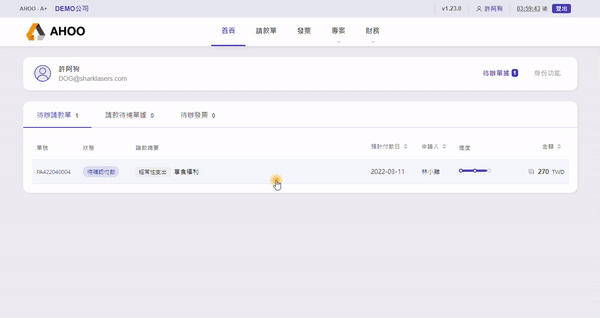 AHOO - A+ DEMO公司 v1.23.0 許阿狗 03:59:43 後 登出
AHOO 首頁 請款單 發票 專案 財務
許阿狗
DOG@sharklasers.com
待辦單據 身份功能
待辦請款單 1 請款待補單據 0 待辦發票 0
單號 狀態 請款摘要 預計付款日 申請人 進度 金額
PA422040004 待確認付款 經常性支出 零食福利 2022-03-11 林小雞 270 TWD